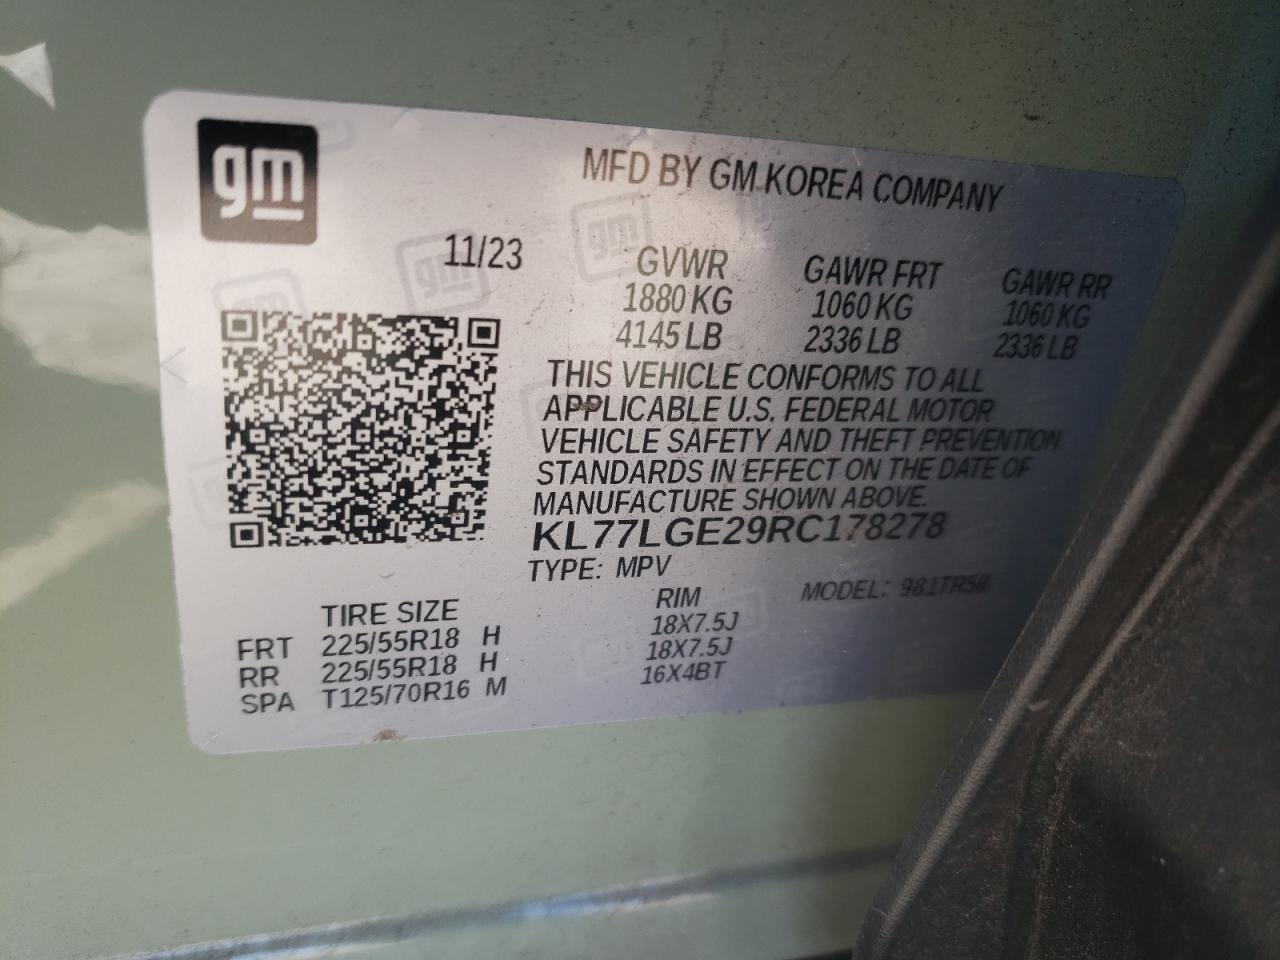 gm
MFD BY GM KOREA COMPANY
11/23 GVWR GAWR FRT GAWR RR
1880 KG 1060 KG 1060 KG
4145 LB 2336 LB 2336 LB
THIS VEHICLE CONFORMS TO ALL
APPLICABLE U.S. FEDERAL MOTOR
VEHICLE SAFETY AND THEFT PREVENTION
STANDARDS IN EFFECT ON THE DATE OF
MANUFACTURE SHOWN ABOVE.
KL77LGE29RC178278
TYPE: MPV MODEL:
TIRE SIZE RIM
FRT 225/55R18 H 18X7.5J
RR 225/55R18 H 18X7.5J
SPA T125/70R16 M 16X4BT